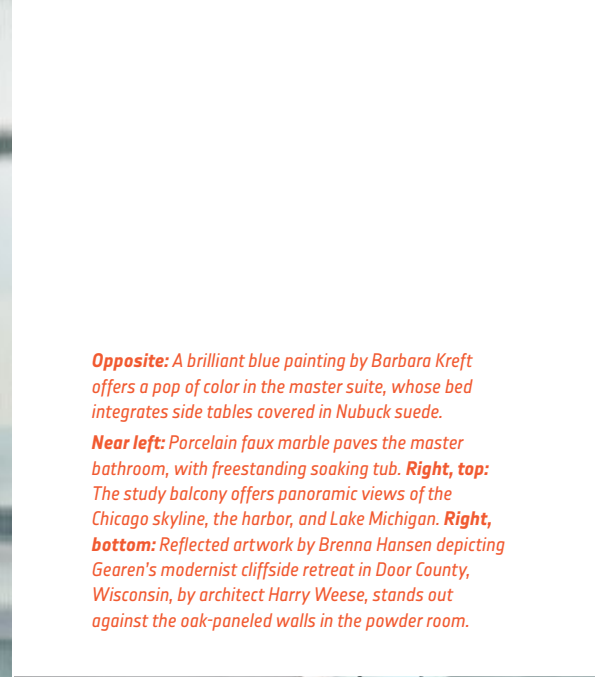 Opposite: A brilliant blue painting by Barbara Kreft
offers a pop of color in the master suite, whose bed
integrates side tables covered in Nubuck suede.
Near left: Porcelain faux marble paves the master
bathroom, with freestanding soaking tub. Right, top:
The study balcony offers panoramic views of the
Chicago skyline, the harbor, and Lake Michigan. Right,
bottom: Reflected artwork by Brenna Hansen depicting
Gearen’s modernist cliffside retreat in Door County,
Wisconsin, by architect Harry Weese, stands out
against the oak-paneled walls in the powder room.